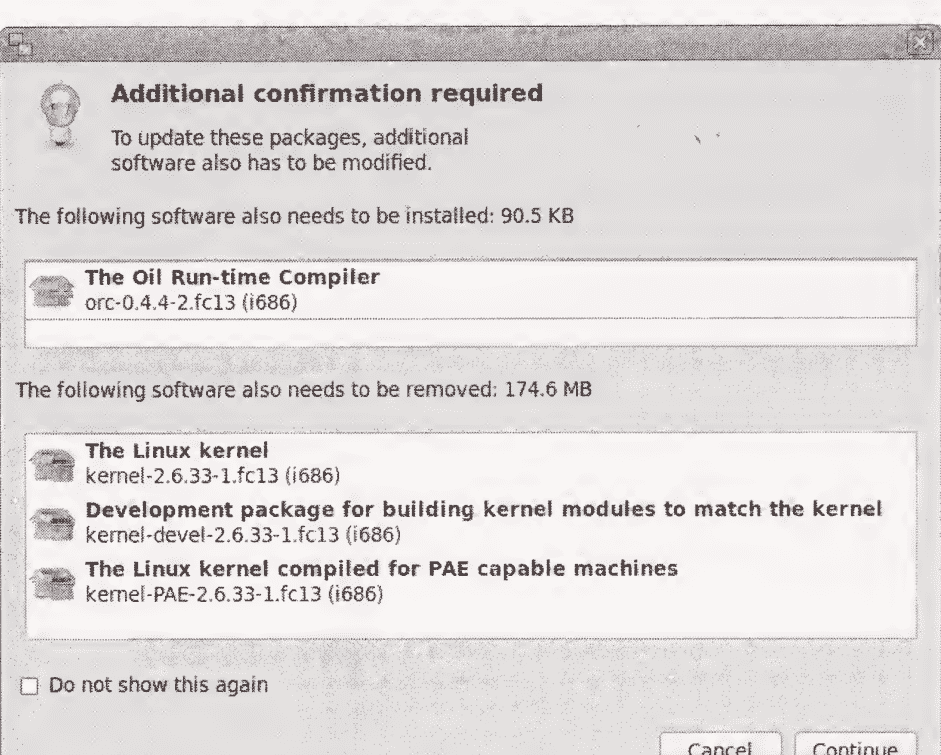 Additional confirmation required
To update these packages, additional
software also has to be modified.
The following software also needs to be installed: 90.5 KB
The Oil Run-time Compiler
orc-0.4.4-2.fc13 (i686)
The following software also needs to be removed: 174.6 MB
The Linux kernel
kernel-2.6.33-1.fc13 (i686)
Development package for building kernel modules to match the kernel
kernel-devel-2.6.33-1.fc13 (i686)
The Linux kernel compiled for PAE capable machines
kernel-PAE-2.6.33-1.fc13 (i686)
Do not show this again
Cancel Continue